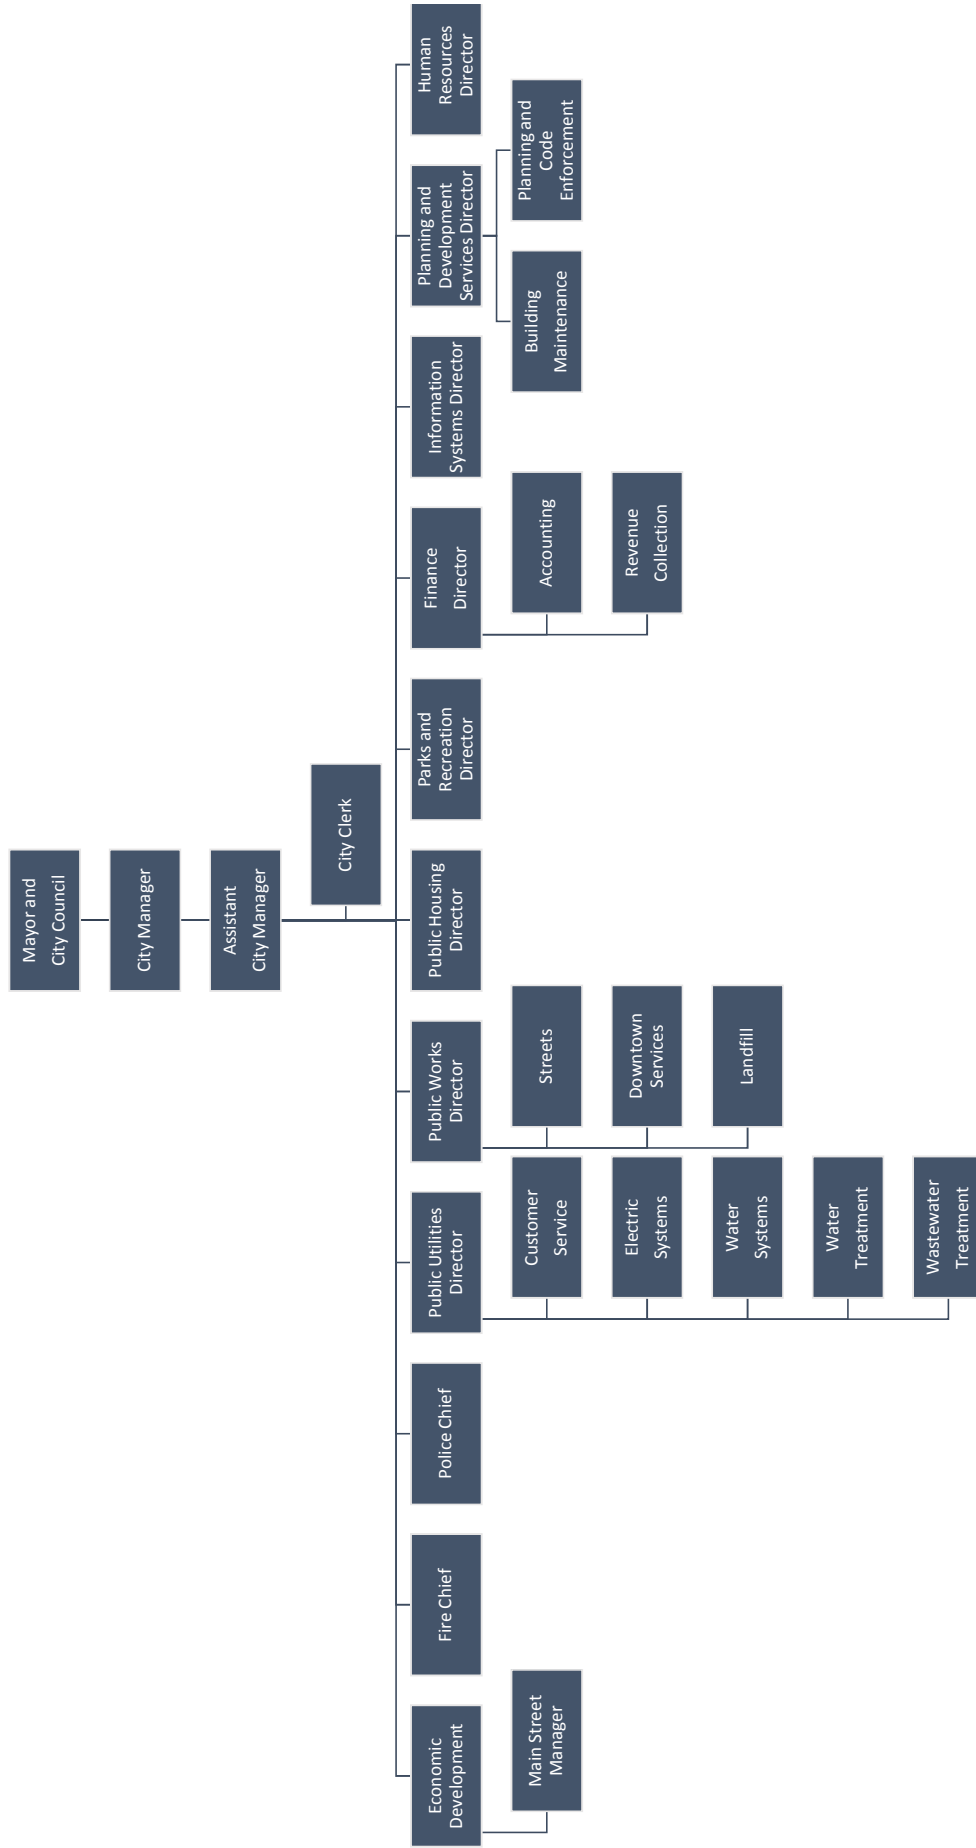 Mayor and
City Council
City Manager
Assistant
City Manager
City Clerk
Economic
Development
Main Street
Manager
Fire Chief
Police Chief
Public Utilities
Director
Customer
Service
Electric
Systems
Water
Systems
Water
Treatment
Wastewater
Treatment
Public Works
Director
Streets
Downtown
Services
Landfill
Public Housing
Director
Parks and
Recreation
Director
Finance
Director
Accounting
Revenue
Collection
Information
Systems Director
Planning and
Development
Services Director
Building
Maintenance
Planning and
Code
Enforcement
Human
Resources
Director